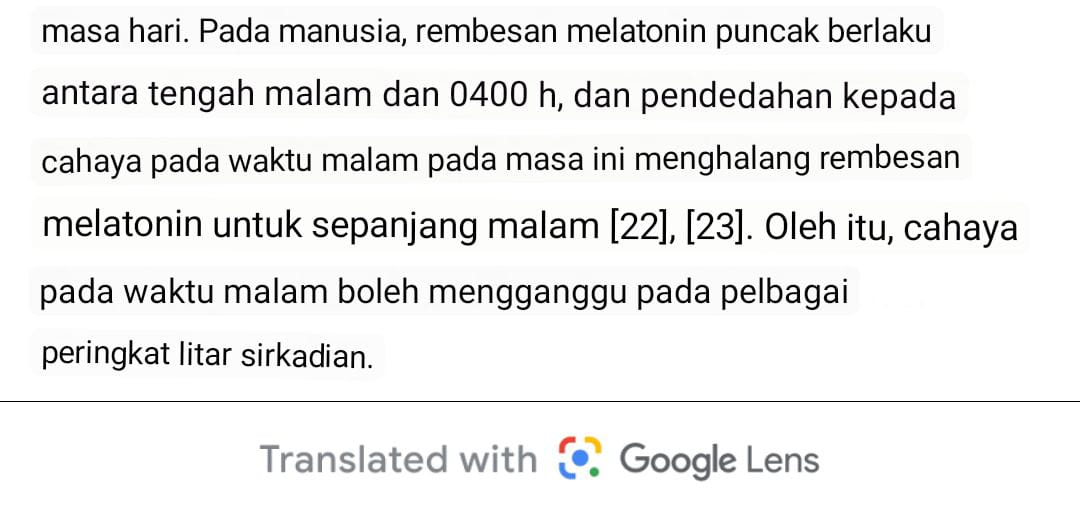 masa hari. Pada manusia, rembesan melatonin puncak berlaku
antara tengah malam dan 0400 h, dan pendedahan kepada
cahaya pada waktu malam pada masa ini menghalang rembesan
melatonin untuk sepanjang malam [22], [23]. Oleh itu, cahaya
pada waktu malam boleh mengganggu pada pelbagai
peringkat litar sirkadian.
Translated with Google Lens